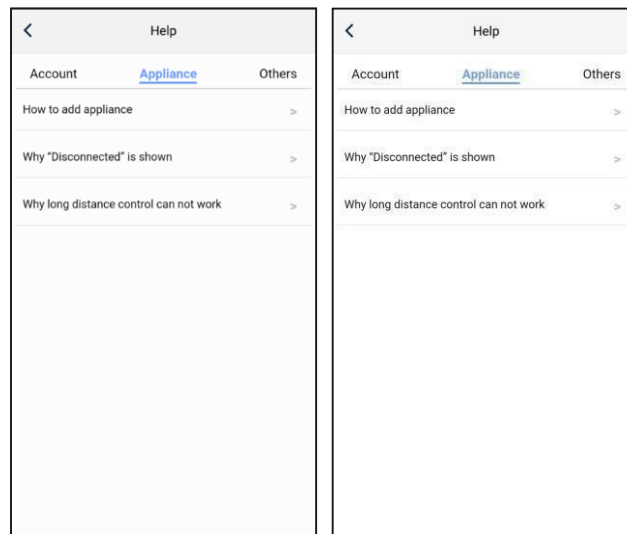 Help
Account Appliance Others
How to add appliance >
Why “Disconnected” is shown >
Why long distance control can not work >
Help
Account Appliance Others
How to add appliance >
Why “Disconnected” is shown >
Why long distance control can not work >